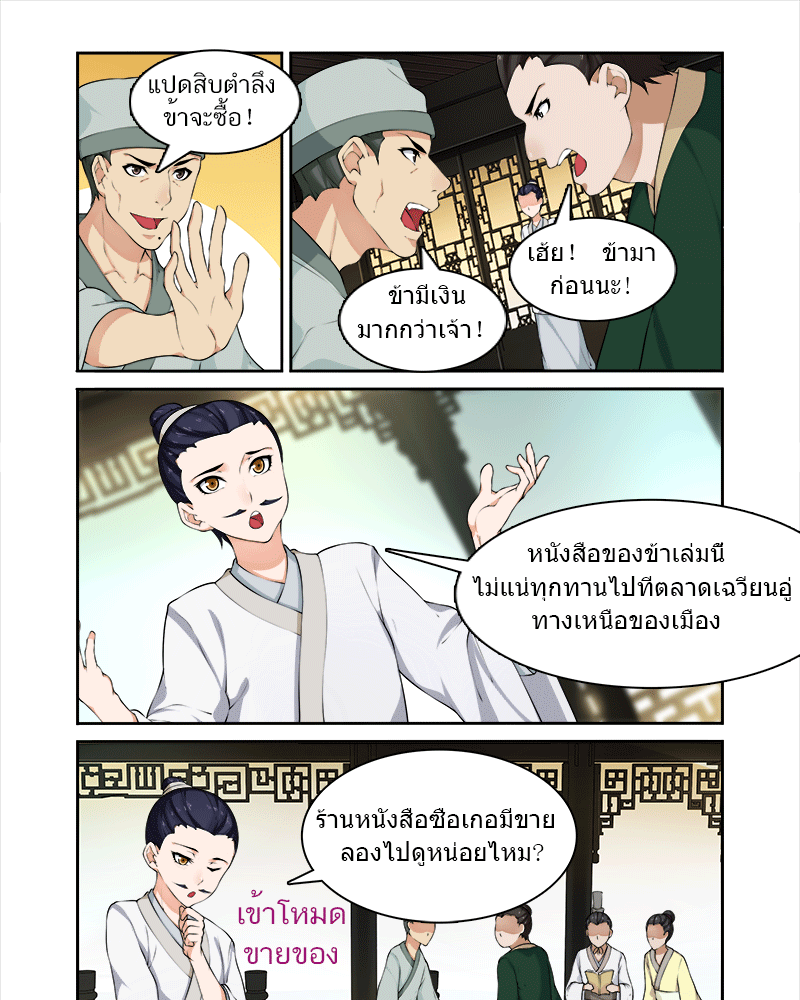 แปดสิบตำลึง
ข้าจะซื้อ!
ข้ามีเงิน
มากกว่าเจ้า!
เฮ้ย! ข้ามา
ก่อนนะ!
หนังสือของข้าเล่มนี้
ไม่แน่ทุกทานไปที่ตลาดเฉวียนอู่
ทางเหนือของเมือง
ร้านหนังสือซือเกอมีขาย
ลองไปดูหน่อยไหม?
เข้าโหมด
ขายของ